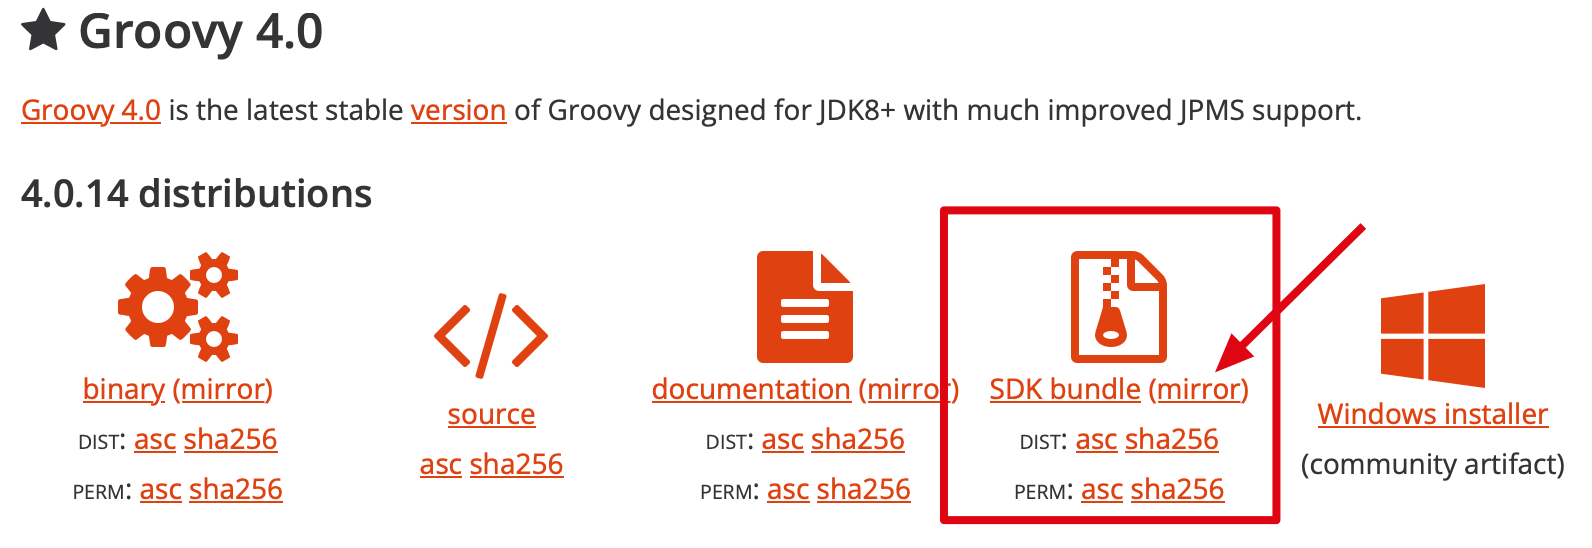 Groovy 4.0
Groovy 4.0 is the latest stable version of Groovy designed for JDK8+ with much improved JPMS support.
4.0.14 distributions
binary (mirror)
DIST: asc sha256
PERM: asc sha256
source
asc sha256
documentation (mirror)
DIST: asc sha256
PERM: asc sha256
SDK bundle (mirror)
DIST: asc sha256
PERM: asc sha256
Windows installer
(community artifact)